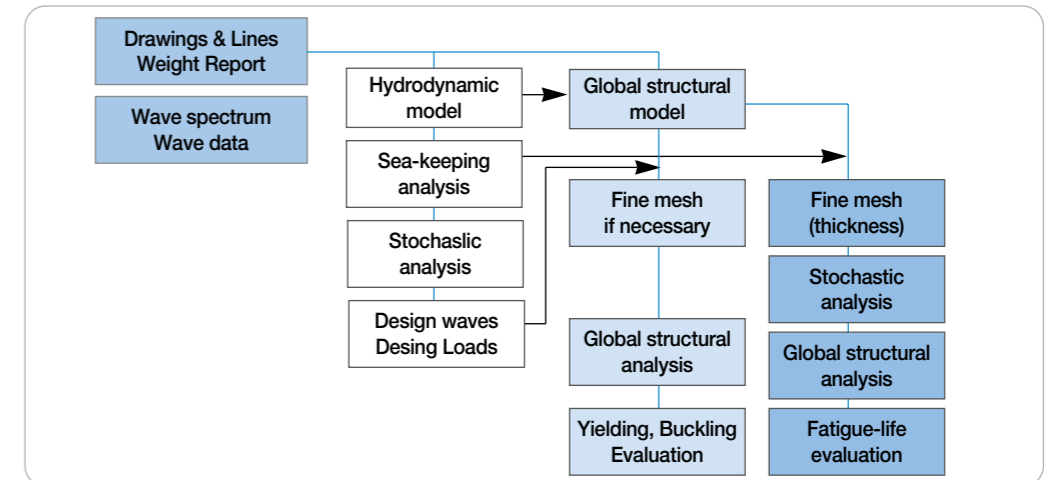 Drawings & Lines
Weight Report
Wave spectrum
Wave data
Hydrodynamic
model
Sea-keeping
analysis
Stochaslic
analysis
Design waves
Desing Loads
Global structural
model
Fine mesh
if necessary
Global structural
analysis
Yielding, Buckling
Evaluation
Fine mesh
(thickness)
Stochastic
analysis
Global structural
analysis
Fatigue-life
evaluation